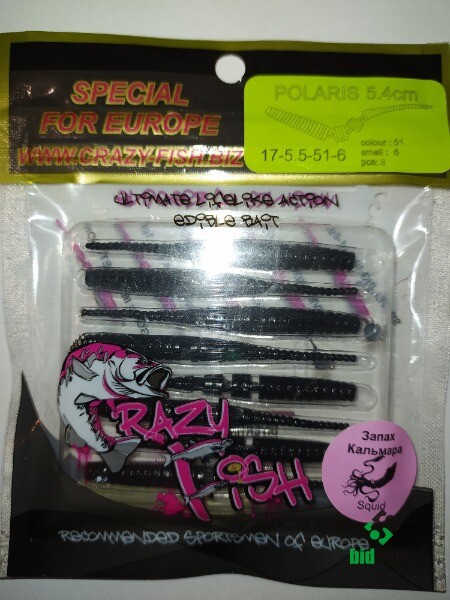 SPECIAL
FOR EUROPE
WWW.CRAZY-FISH.BIZ
POLARIS 5.4cm
17-5.5-51-6
colour : 51
smell : 6
pcs: 8
ULTIMATE LIFELIKE ACTION
EDIBLE BAIT
CRAZY
FISH
Запах
Кальмара
Squid
RECOMMENDED SPORTSMEN OF EUROPE
bid